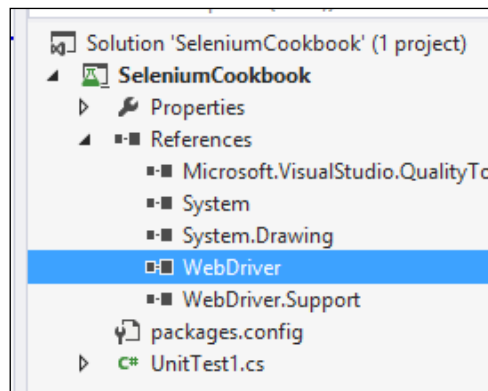 Solution 'SeleniumCookbook' (1 project)
SeleniumCookbook
Properties
References
Microsoft.VisualStudio.QualityTo
System
System.Drawing
WebDriver
WebDriver.Support
packages.config
C# UnitTest1.cs